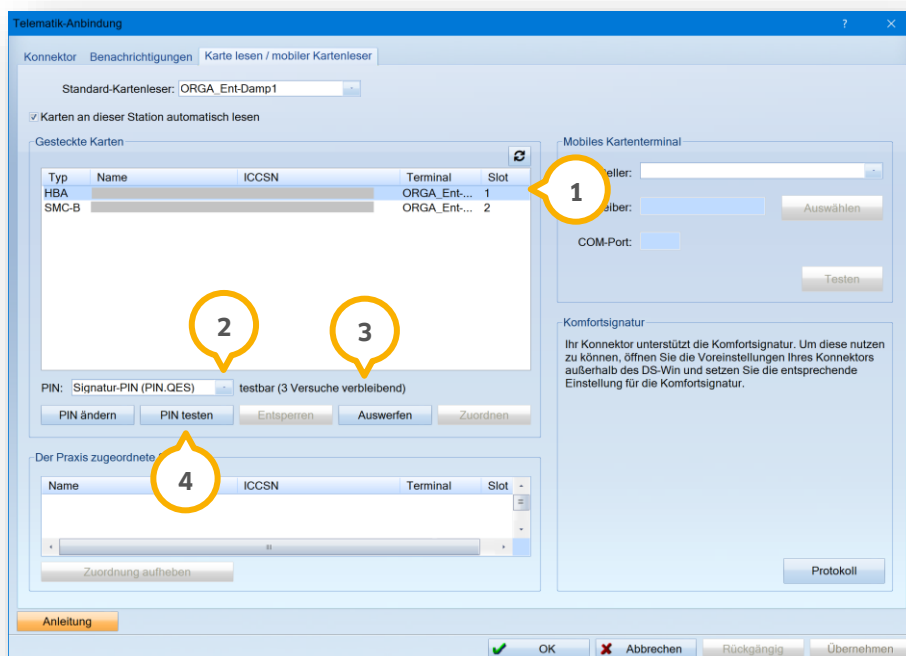 Telematik-Anbindung ? ×
Konnektor Benachrichtigungen Karte lesen / mobiler Kartenleser
Standard-Kartenleser: ORGA_Ent-Damp1
Karten an dieser Station automatisch lesen
Gesteckte Karten
Typ Name ICCSN Terminal Slot
HBA ORGA_Ent-... 1
SMC-B ORGA_Ent-... 2
1
2
3
PIN: Signatur-PIN (PIN.QES) testbar (3 Versuche verbleibend)
PIN ändern PIN testen Entsperren Auswerfen Zuordnen
4
Der Praxis zugeordnete
Name ICCSN Terminal Slot
Zuordnung aufheben
Mobiles Kartenterminal
eller:
eiber: Auswählen
COM-Port:
Testen
Komfortsignatur
Ihr Konnektor unterstützt die Komfortsignatur. Um diese nutzen
zu können, öffnen Sie die Voreinstellungen Ihres Konnektors
außerhalb des DS-Win und setzen Sie die entsprechende
Einstellung für die Komfortsignatur.
Protokoll
Anleitung
OK Abbrechen Rückgängig Übernehmen